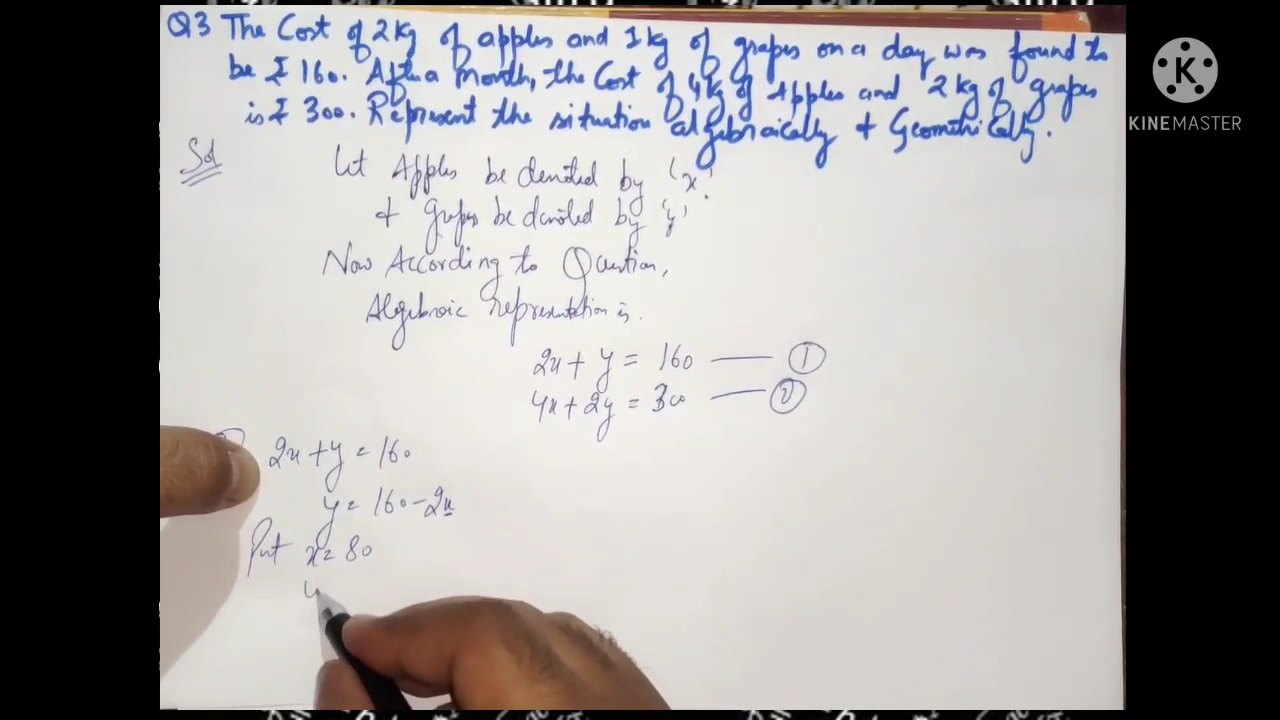 Q3 The Cost of 2Kg of apples and 1kg of grapes on a day was found to
be ₹ 160. After a Month, the Cost of 4kg of Apples and 2kg of grapes
is ₹ 300. Represent the situation algebraically & Geometrically.
Sol
Let Apples be denoted by 'x'.
& Grapes be denoted by 'y'
Now According to Question,
Algebraic representation is.
2x + y = 160 —— ①
4x + 2y = 300 —— ②
2x + y = 160
y = 160 - 2x
Put x = 80
y
K
KINEMASTER